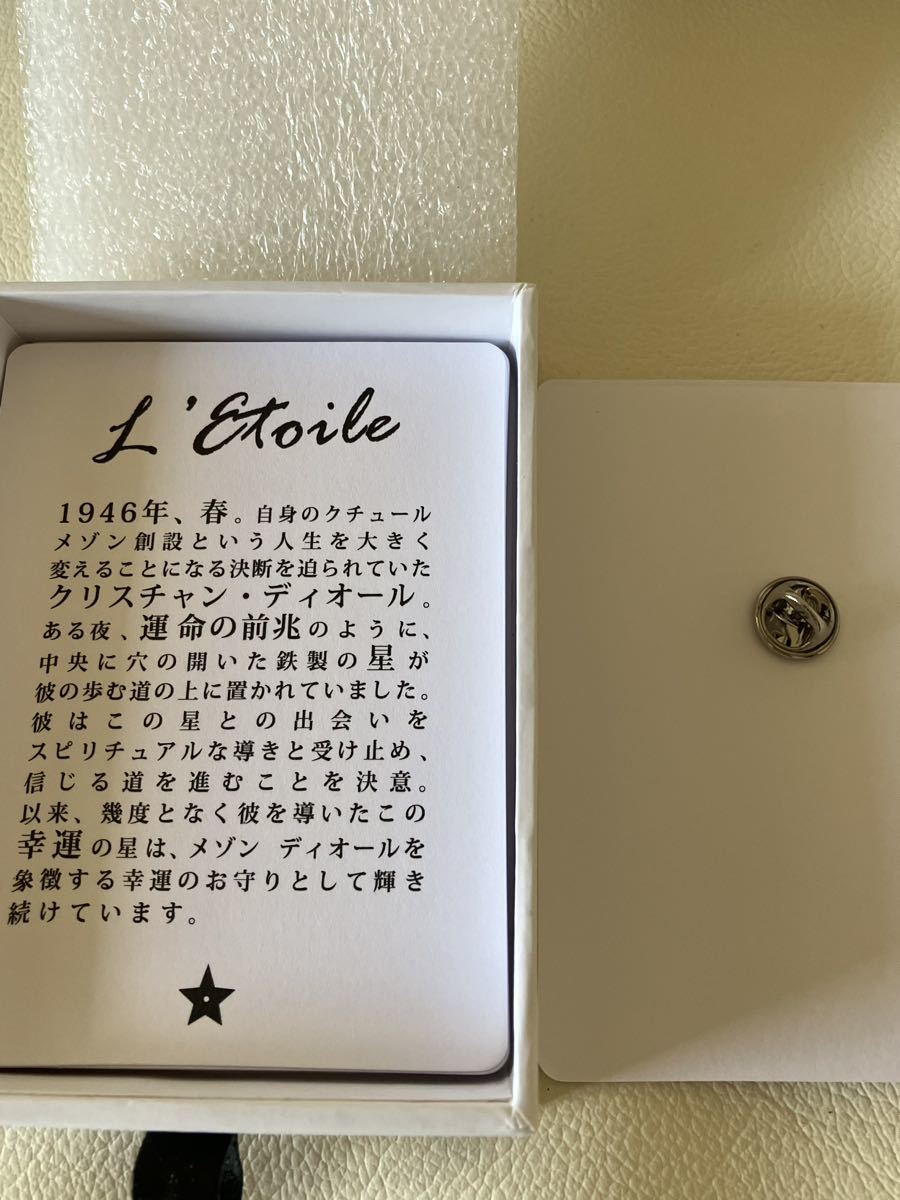 L'Etoile
1946年、春。自身のクチュール
メゾン創設という人生を大きく
変えることになる決断を迫られていた
クリスチャン・ディオール。
ある夜、運命の前兆のように、
中央に穴の開いた鉄製の星が
彼の歩む道の上に置かれていました。
彼はこの星との出会いを
スピリチュアルな導きと受け止め、
信じる道を進むことを決意。
以来、幾度となく彼を導いたこの
幸運の星は、メゾン ディオールを
象徴する幸運のお守りとして輝き
続けています。